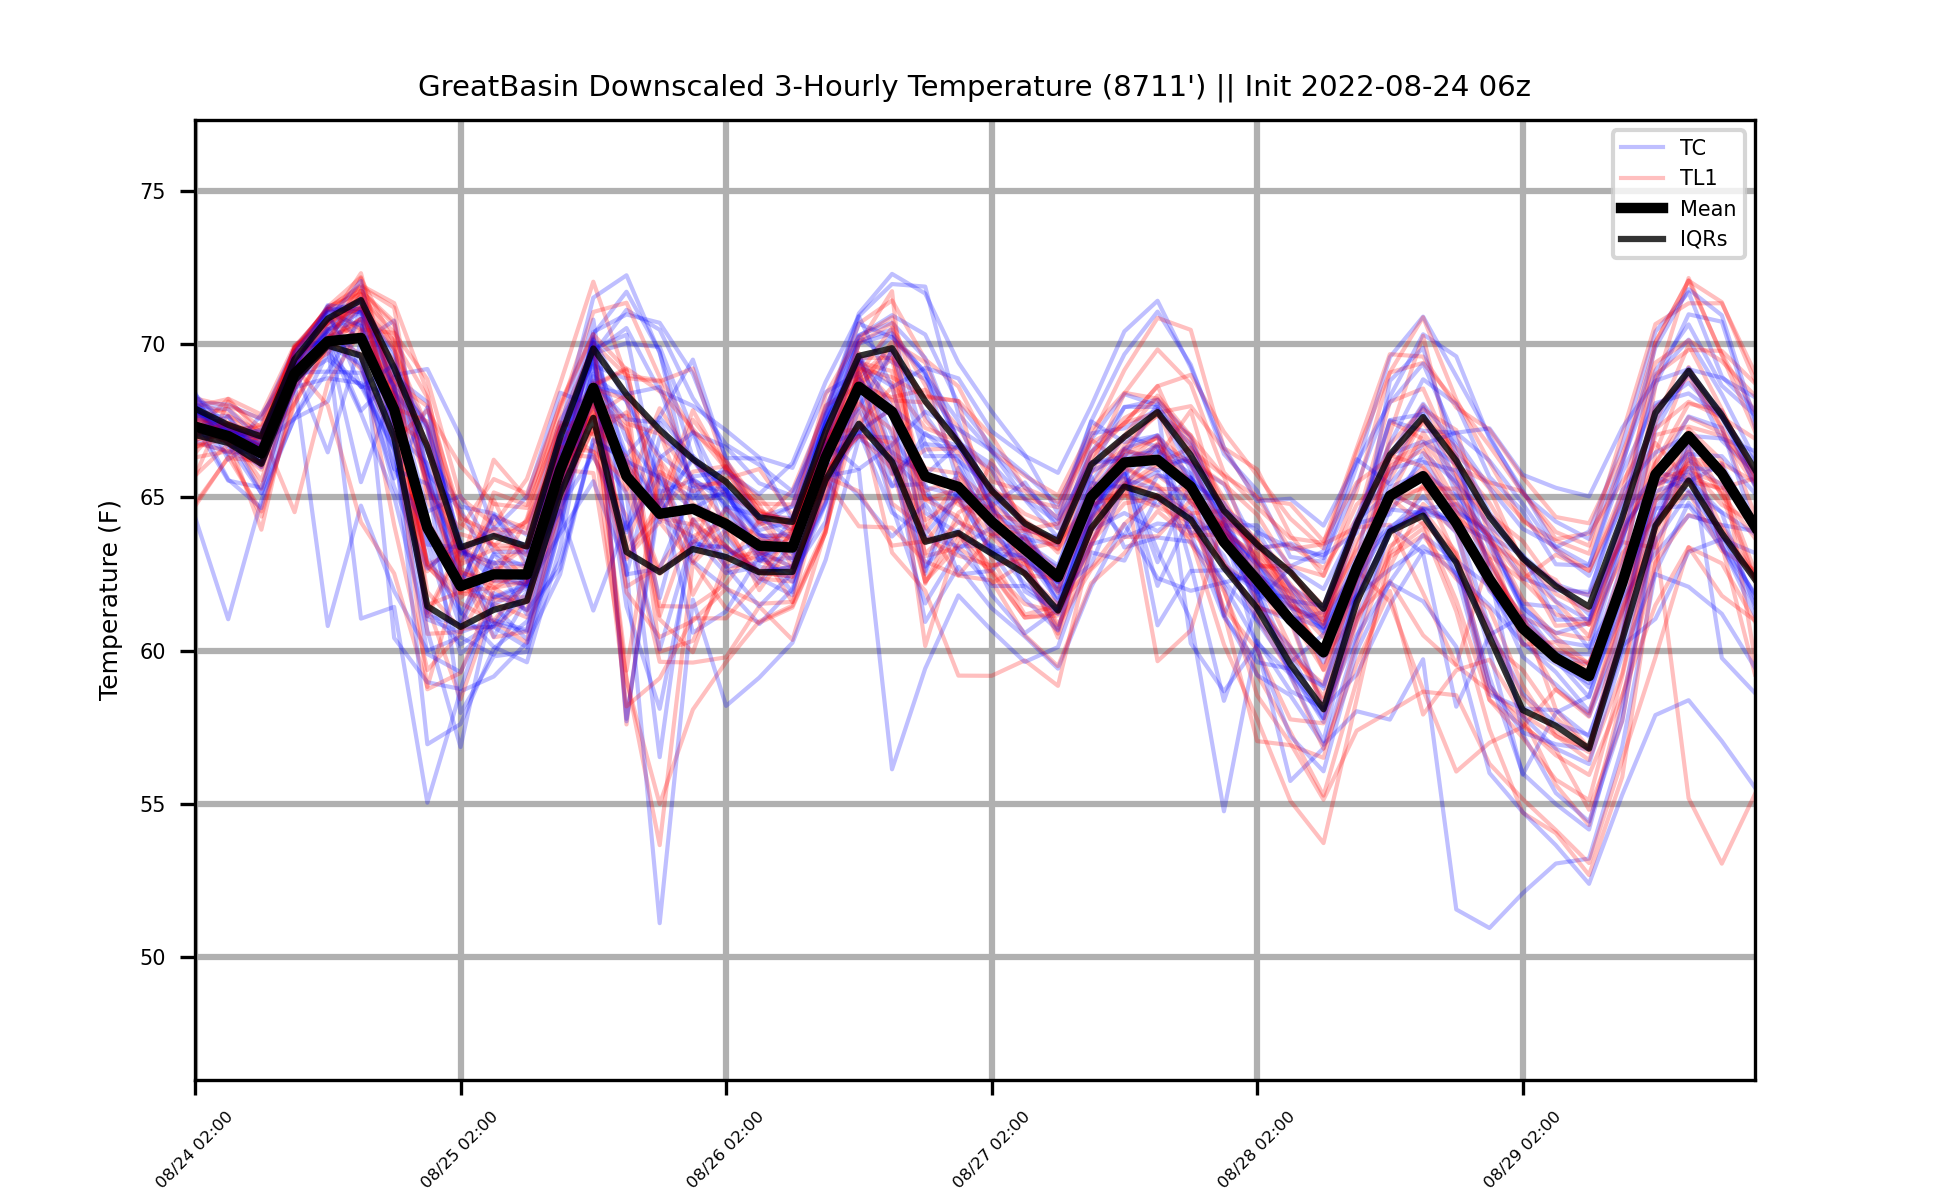 GreatBasin Downscaled 3-Hourly Temperature (8711') || Init 2022-08-24 06z
TC
TL1
Mean
IQRs
Temperature (F)
75
70
65
60
55
50
08/24 02:00
08/25 02:00
08/26 02:00
08/27 02:00
08/28 02:00
08/29 02:00